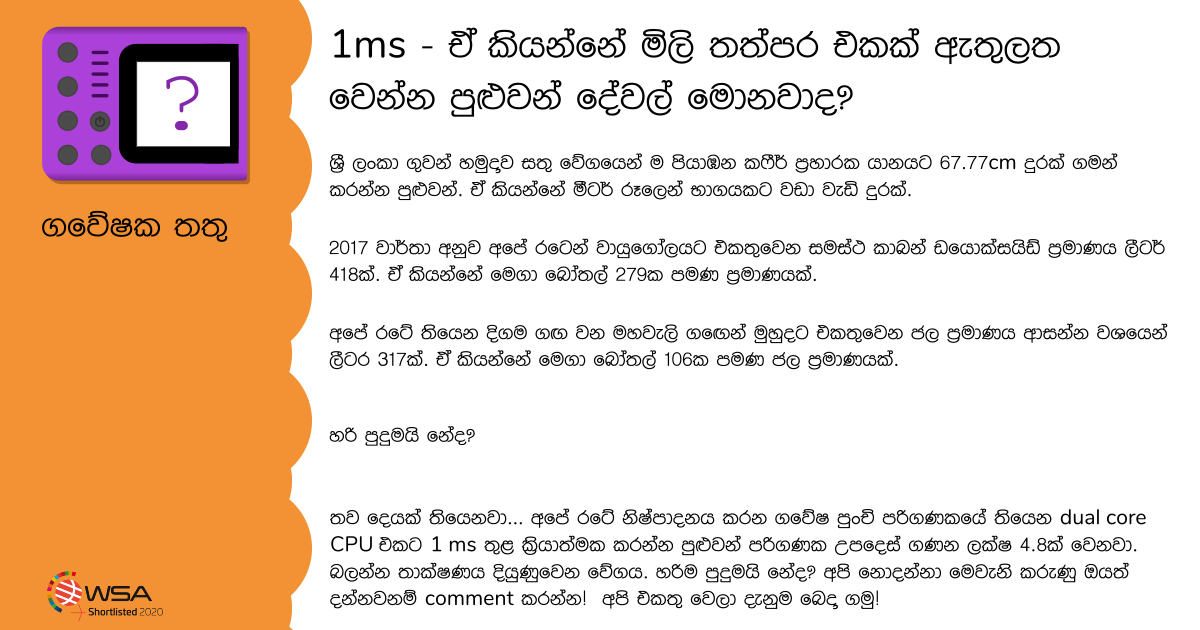 ?
ගවේෂක තතු
1ms - ඒ කියන්නේ මිලි තත්පර එකක් ඇතුලත
වෙන්න පුළුවන් දේවල් මොනවාද?
ශ්‍රී ලංකා ගුවන් හමුදාව සතු වේගයෙන් ම පියාඹන කෆීර් ප්‍රහාරක යානයට 67.77cm දුරක් ගමන්
කරන්න පුළුවන්. ඒ කියන්නේ මීටර් රූලෙන් භාගයකට වඩා වැඩි දුරක්.
2017 වාර්තා අනුව අපේ රටෙන් වායුගෝලයට එකතුවෙන සමස්ථ කාබන් ඩයොක්සයිඩ් ප්‍රමාණය ලීටර්
418ක්. ඒ කියන්නේ මෙගා බෝතල් 279ක පමණ ප්‍රමාණයක්.
අපේ රටේ තියෙන දිගම ගඟ වන මහවැලි ගඟෙන් මුහුදට එකතුවෙන ජල ප්‍රමාණය ආසන්න වශයෙන්
ලීටර 317ක්. ඒ කියන්නේ මෙගා බෝතල් 106ක පමණ ජල ප්‍රමාණයක්.
හරි පුදුමයි නේද?
තව දෙයක් තියෙනවා... අපේ රටේ නිෂ්පාදනය කරන ගවේෂ පුංචි පරිගණකයේ තියෙන dual core
CPU එකට 1 ms තුළ ක්‍රියාත්මක කරන්න පුළුවන් පරිගණක උපදෙස් ගණන ලක්ෂ 4.8ක් වෙනවා.
බලන්න තාක්ෂණය දියුණුවෙන වේගය. හරිම පුදුමයි නේද? අපි නොදන්නා මෙවැනි කරුණු ඔයත්
දන්නවනම් comment කරන්න! අපි එකතු වෙලා දැනුම බෙදා ගමු!
WSA
Shortlisted 2020